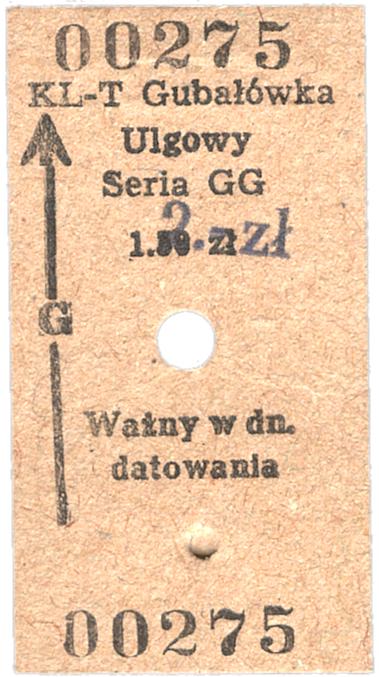 00275
KL-T Gubałówka
Ulgowy
Seria GG
2.- zł
G
Ważny w dn.
datowania
00275